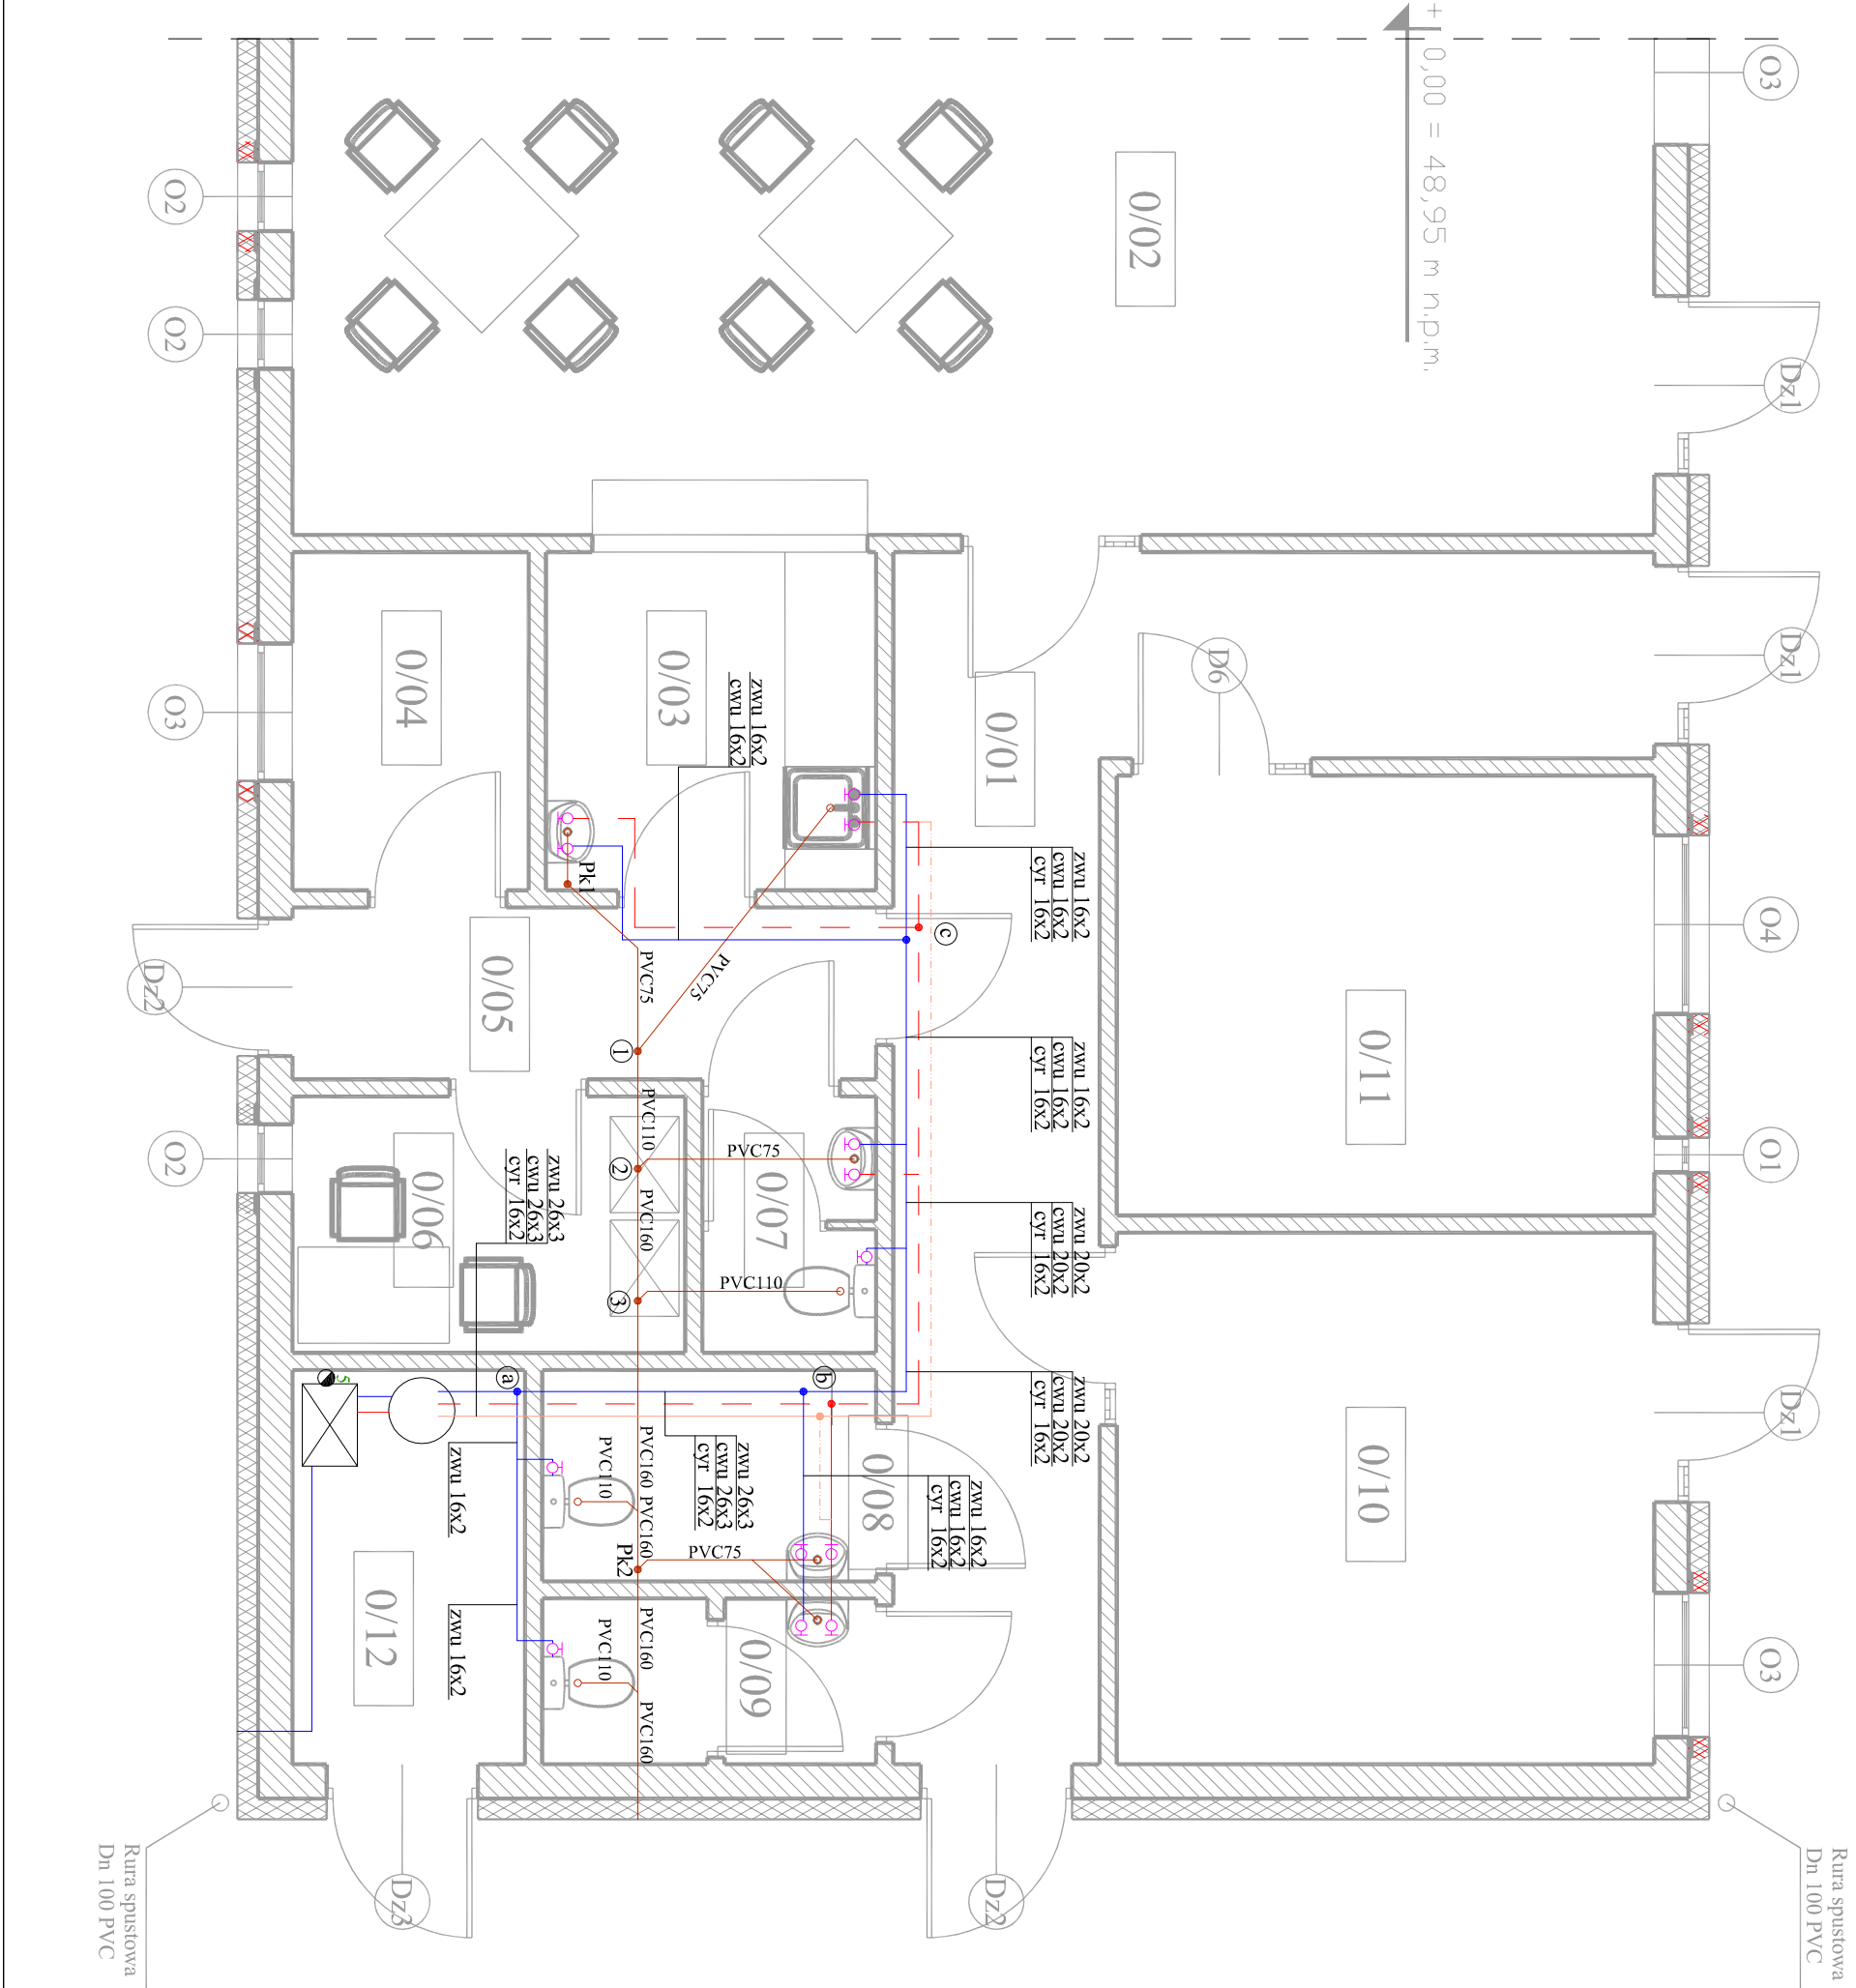 +
0,00 = 48,95 m n.p.m.
O3
O2
O2
0/02
Dz1
Dz1
D6
0/01
0/03
0/04
O3
zwu 16x2
cwu 16x2
Pk1
zwu 16x2
cwu 16x2
cyr 16x2
O4
c
PVC75
PVC75
Dz2
0/05
1
zwu 16x2
cwu 16x2
cyr 16x2
0/11
O1
O2
PVC110
PVC75
2
0/06
0/07
PVC160
zwu 26x3
cwu 26x3
cyr 16x2
zwu 20x2
cwu 20x2
cyr 16x2
PVC110
3
a
b
5
zwu 20x2
cwu 20x2
cyr 16x2
Dz1
0/10
zwu 16x2
PVC110
PVC160
PVC160
zwu 26x3
cwu 26x3
cyr 16x2
0/08
zwu 16x2
cwu 16x2
cyr 16x2
Pk2
PVC75
0/12
zwu 16x2
PVC110
PVC160
PVC160
0/09
O3
Dz3
Dz2
Rura spustowa
Dn 100 PVC
Rura spustowa
Dn 100 PVC